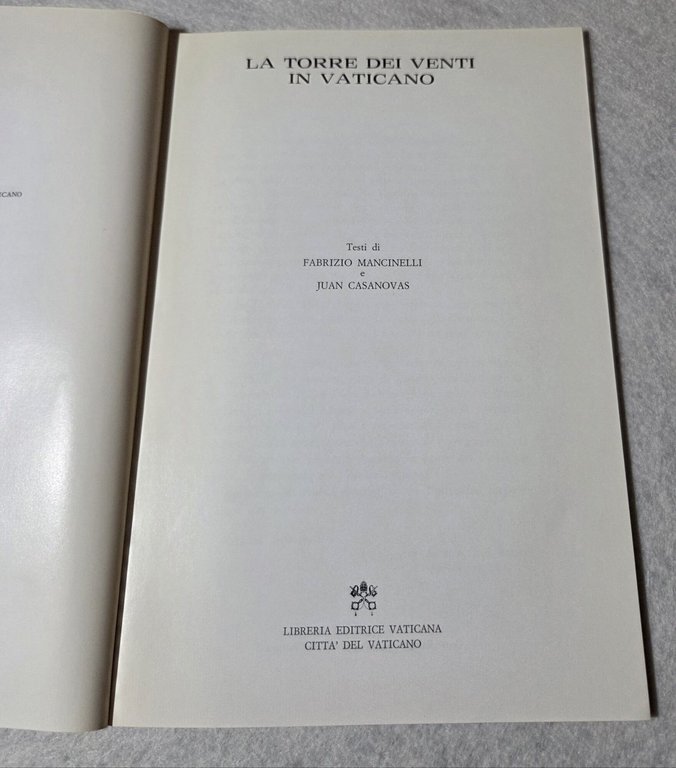 LA TORRE DEI VENTI
IN VATICANO
Testi di
FABRIZIO MANCINELLI
e
JUAN CASANOVAS
LIBRERIA EDITRICE VATICANA
CITTA' DEL VATICANO